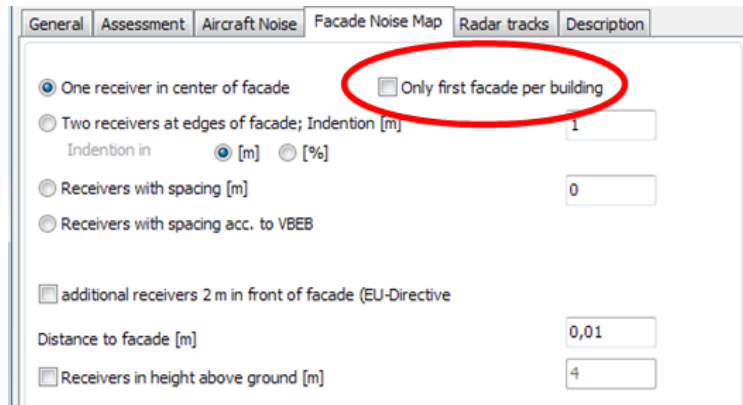 General Assessment Aircraft Noise Facade Noise Map Radar tracks Description
One receiver in center of facade Only first facade per building
Two receivers at edges of facade; Indention [m] 1
Indention in [m] [%]
Receivers with spacing [m] 0
Receivers with spacing acc. to VBEB
additional receivers 2 m in front of facade (EU-Directive
Distance to facade [m] 0,01
Receivers in height above ground [m] 4